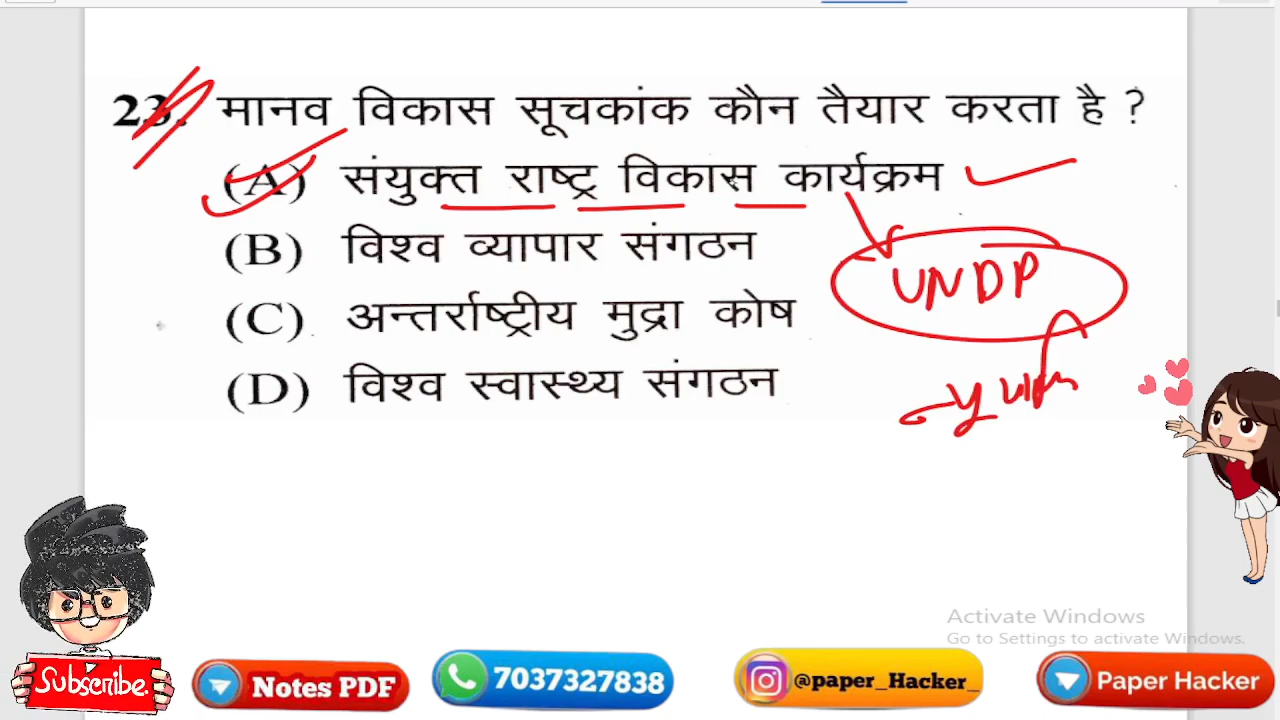 23. मानव विकास सूचकांक कौन तैयार करता है ?
(A) संयुक्त राष्ट्र विकास कार्यक्रम
(B) विश्व व्यापार संगठन
UNDP
(C) अन्तर्राष्ट्रीय मुद्रा कोष
(D) विश्व स्वास्थ्य संगठन
Activate Windows
Go to Settings to activate Windows.
Subscribe.
Notes PDF
7037327838
@paper_Hacker_
Paper Hacker